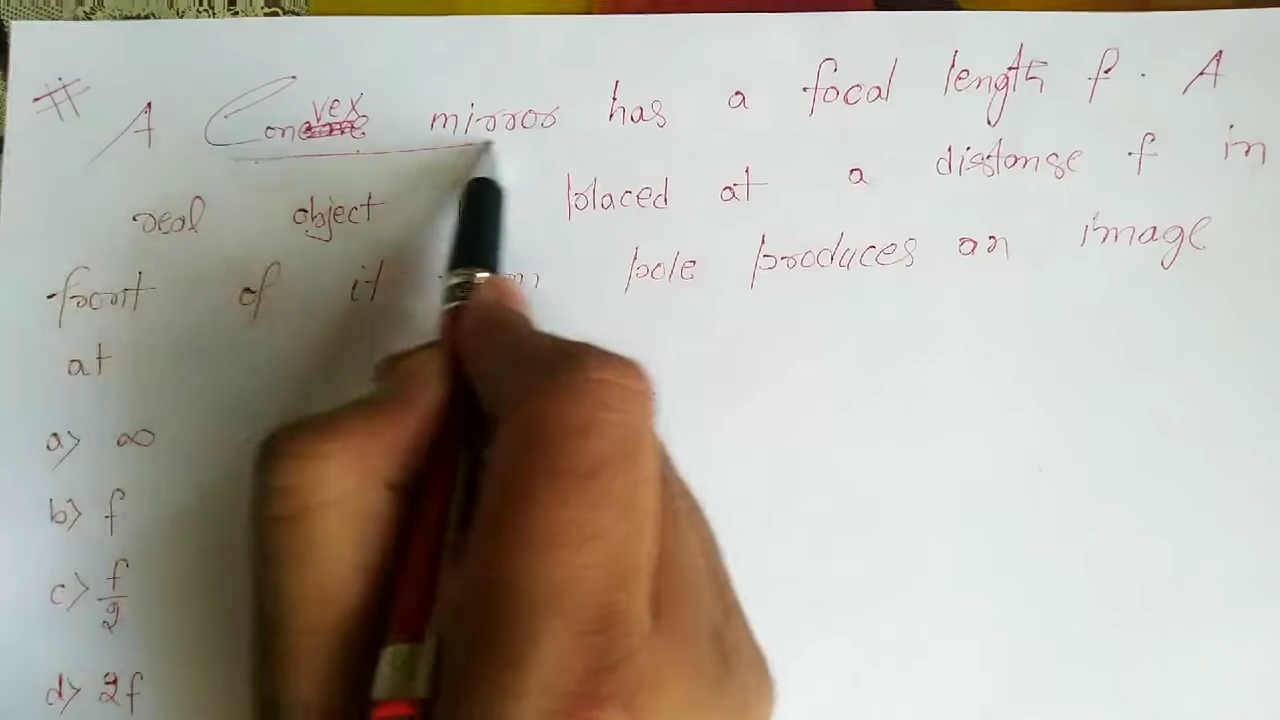 # A Convex mirror has a focal length f. A
real object placed at a distanse f in
front of it pole produces an image
at
a> ∞
b> f
c> f/2
d> 2f